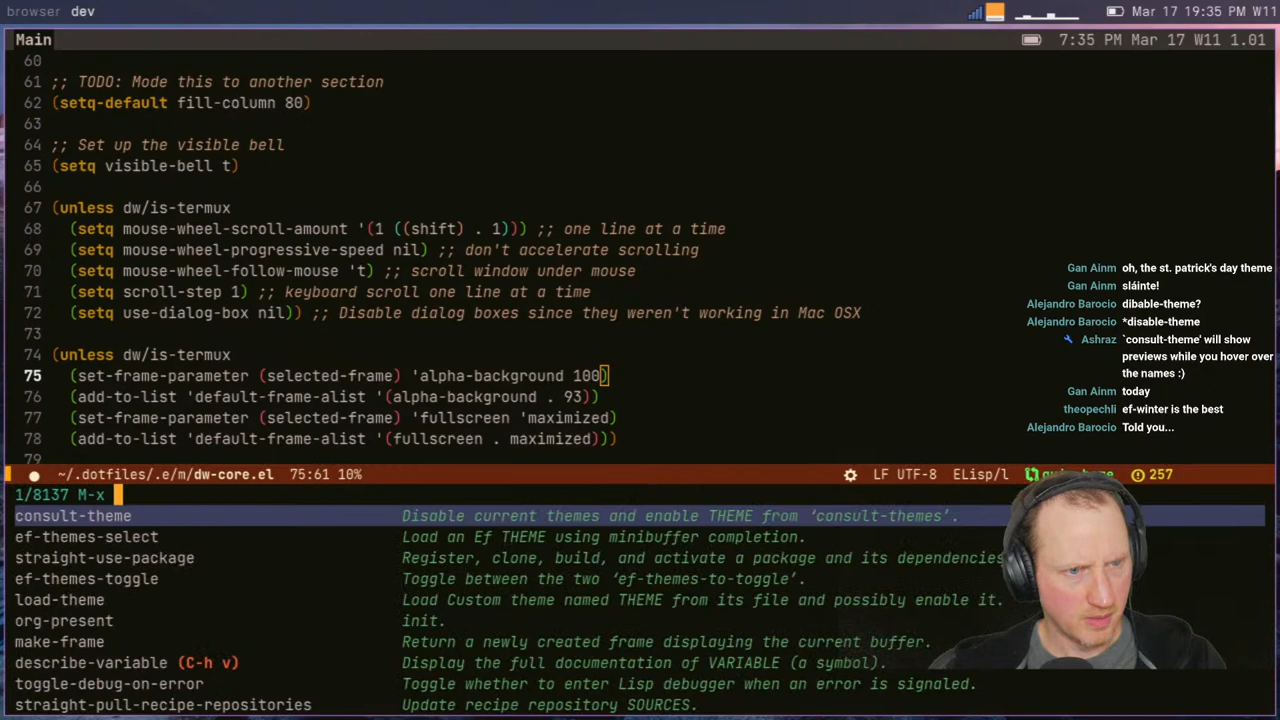 browser dev
Mar 17 19:35 PM W11
Main
7:35 PM Mar 17 W11 1.01
60
61 ;; TODO: Mode this to another section
62 (setq-default fill-column 80)
63
64 ;; Set up the visible bell
65 (setq visible-bell t)
66
67 (unless dw/is-termux
68 (setq mouse-wheel-scroll-amount '(1 ((shift) . 1))) ;; one line at a time
69 (setq mouse-wheel-progressive-speed nil) ;; don't accelerate scrolling
70 (setq mouse-wheel-follow-mouse 't) ;; scroll window under mouse
71 (setq scroll-step 1) ;; keyboard scroll one line at a time
72 (setq use-dialog-box nil)) ;; Disable dialog boxes since they weren't working in Mac OSX
73
74 (unless dw/is-termux
75 (set-frame-parameter (selected-frame) 'alpha-background 100)
76 (add-to-list 'default-frame-alist '(alpha-background . 93))
77 (set-frame-parameter (selected-frame) 'fullscreen 'maximized)
78 (add-to-list 'default-frame-alist '(fullscreen . maximized)))
79
Gan Ainm oh, the st. patrick's day theme
Gan Ainm sláinte!
Alejandro Barocio dibable-theme?
Alejandro Barocio *disable-theme
Ashraz `consult-theme' will show
previews while you hover over
the names :)
Gan Ainm today
theopechli ef-winter is the best
Alejandro Barocio Told you...
~/.dotfiles/.e/m/dw-core.el 75:61 10%
LF UTF-8 ELisp/l
257
1/8137 M-x
consult-theme Disable current themes and enable THEME from ‘consult-themes’.
ef-themes-select Load an Ef THEME using minibuffer completion.
straight-use-package Register, clone, build, and activate a package and its dependencies
ef-themes-toggle Toggle between the two ‘ef-themes-to-toggle’.
load-theme Load Custom theme named THEME from its file and possibly enable it.
org-present init.
make-frame Return a newly created frame displaying the current buffer.
describe-variable (C-h v) Display the full documentation of VARIABLE (a symbol).
toggle-debug-on-error Toggle whether to enter Lisp debugger when an error is signaled.
straight-pull-recipe-repositories Update recipe repository SOURCES.